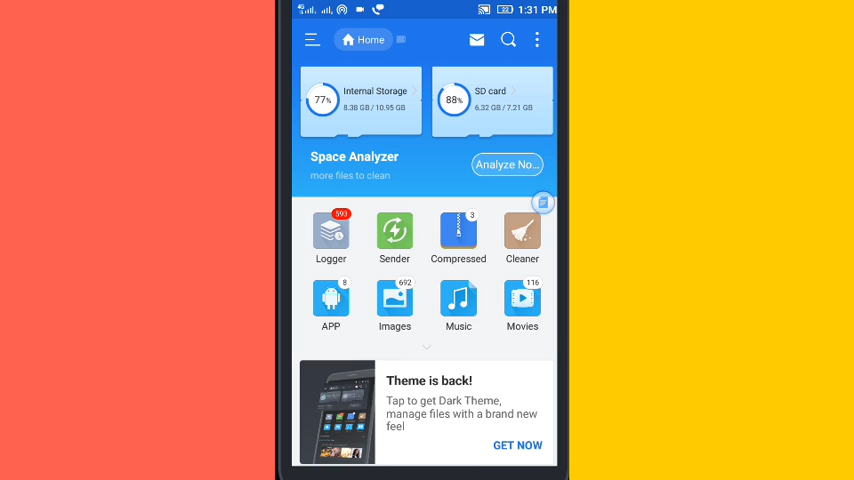 4G 23 1:31 PM
Home
77% Internal Storage
8.38 GB / 10.95 GB
88% SD card
6.32 GB / 7.21 GB
Space Analyzer
more files to clean
Analyze No...
593
3
Logger Sender Compressed Cleaner
8
692
116
APP Images Music Movies
Theme is back!
Tap to get Dark Theme,
manage files with a brand new
feel
GET NOW